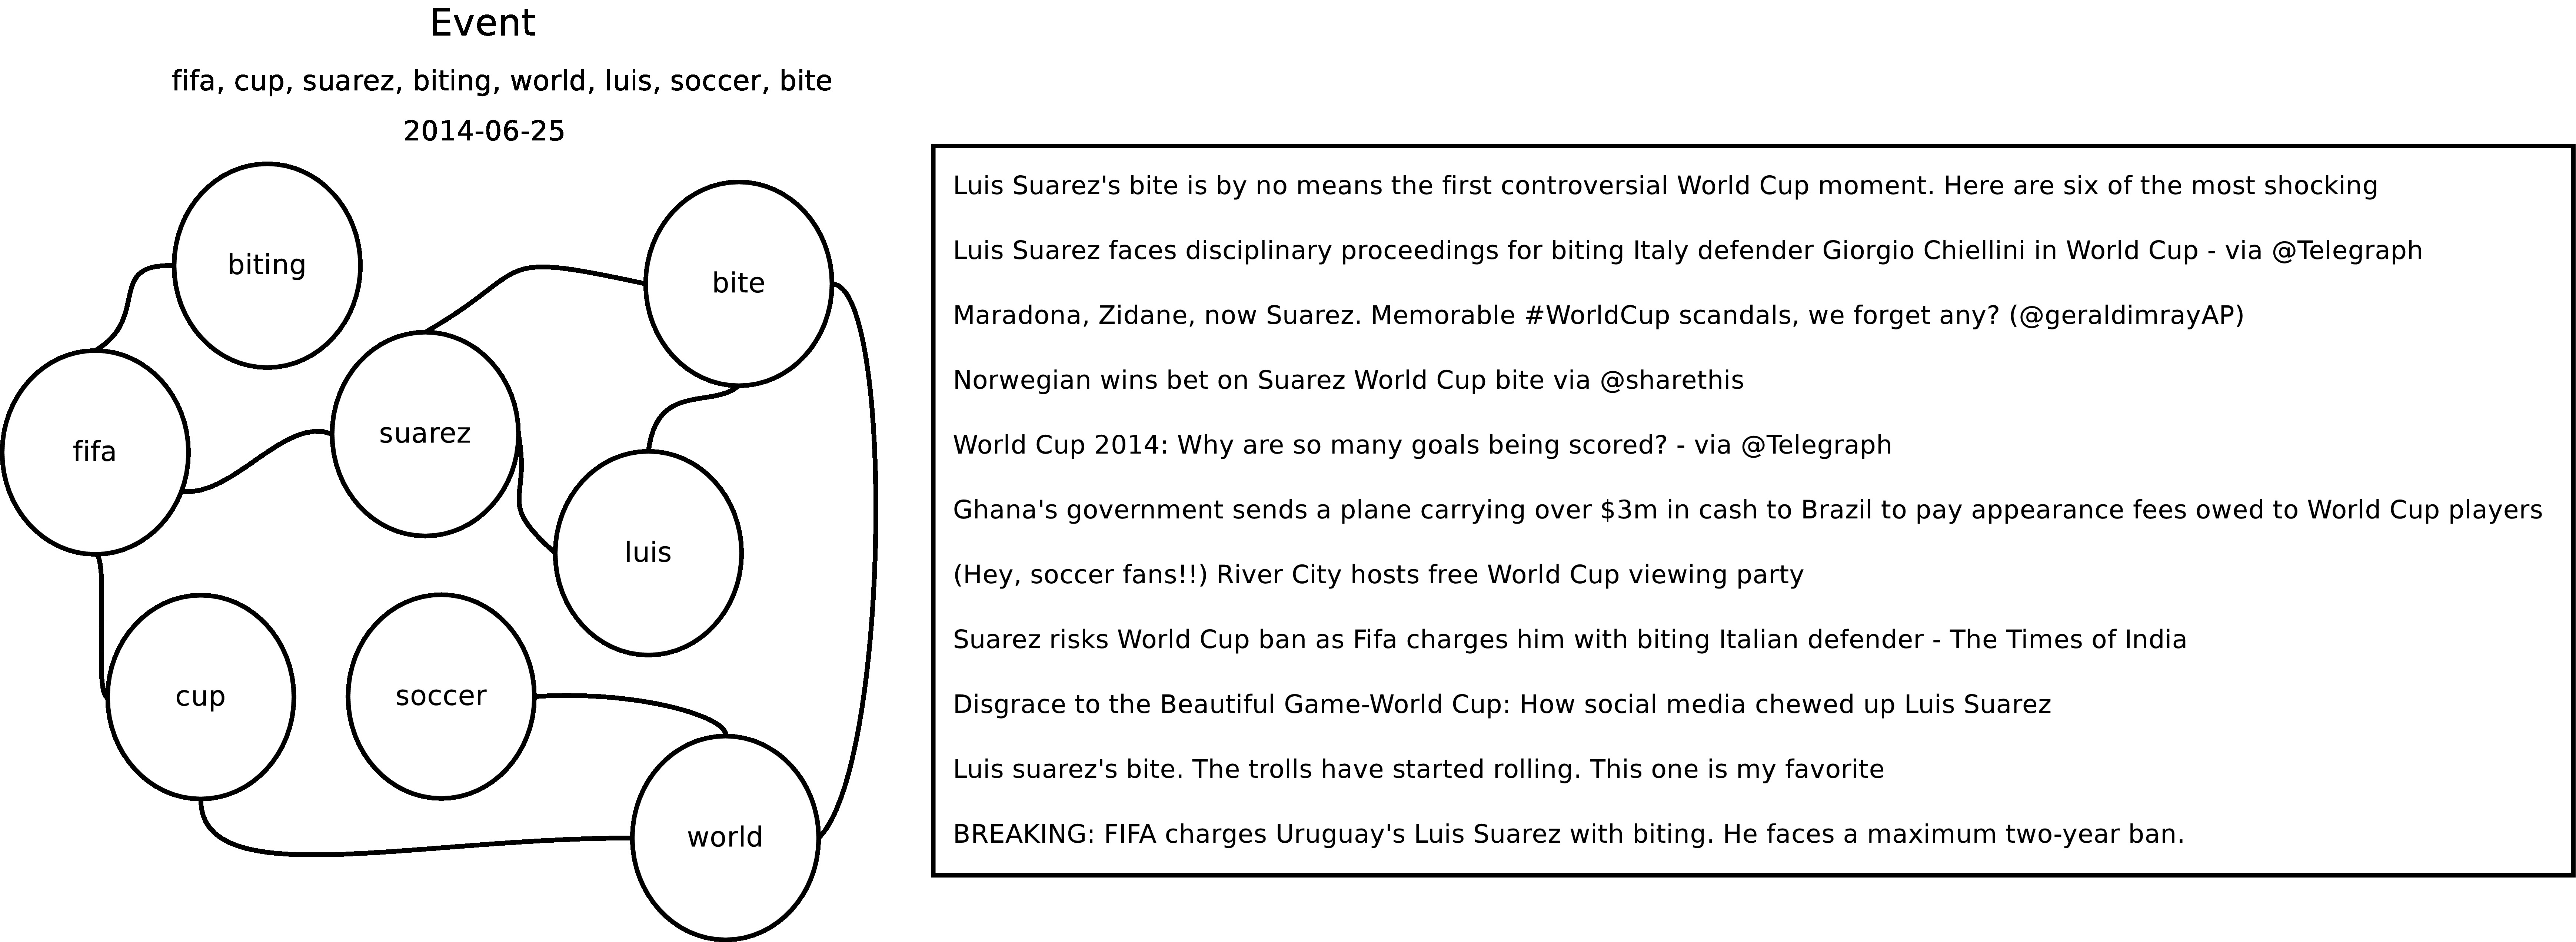 Event
fifa, cup, suarez, biting, world, luis, soccer, bite
2014-06-25
biting
bite
suarez
fifa
luis
cup
soccer
world
Luis Suarez's bite is by no means the first controversial World Cup moment. Here are six of the most shocking
Luis Suarez faces disciplinary proceedings for biting Italy defender Giorgio Chiellini in World Cup - via @Telegraph
Maradona, Zidane, now Suarez. Memorable #WorldCup scandals, we forget any? (@geraldimrayAP)
Norwegian wins bet on Suarez World Cup bite via @sharethis
World Cup 2014: Why are so many goals being scored? - via @Telegraph
Ghana's government sends a plane carrying over $3m in cash to Brazil to pay appearance fees owed to World Cup players
(Hey, soccer fans!!) River City hosts free World Cup viewing party
Suarez risks World Cup ban as Fifa charges him with biting Italian defender - The Times of India
Disgrace to the Beautiful Game-World Cup: How social media chewed up Luis Suarez
Luis suarez's bite. The trolls have started rolling. This one is my favorite
BREAKING: FIFA charges Uruguay's Luis Suarez with biting. He faces a maximum two-year ban.